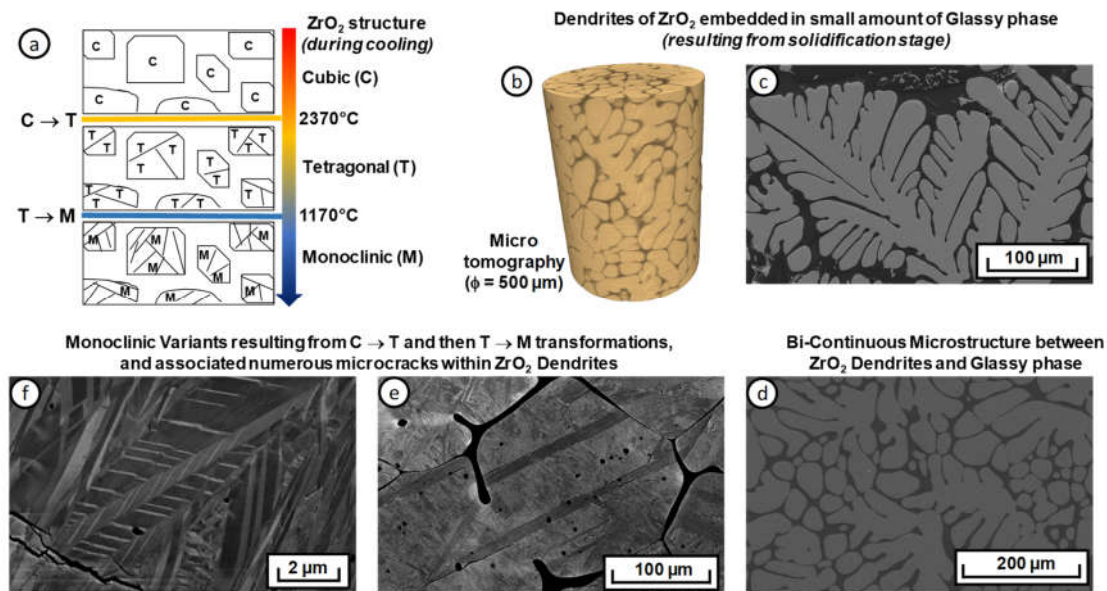 a
ZrO2 structure
(during cooling)
C
C
C
C
C
C
Cubic (C)
C → T
2370°C
T
T
T
T
T
T
T
T
T
T
T
T
T
T
Tetragonal (T)
T → M
1170°C
M
M
M
M
M
M
M
M
M
Monoclinic (M)
Dendrites of ZrO2 embedded in small amount of Glassy phase
(resulting from solidification stage)
b
Micro
tomography
(ϕ = 500 µm)
c
100 µm
Monoclinic Variants resulting from C → T and then T → M transformations,
and associated numerous microcracks within ZrO2 Dendrites
f
2 µm
e
100 µm
Bi-Continuous Microstructure between
ZrO2 Dendrites and Glassy phase
d
200 µm